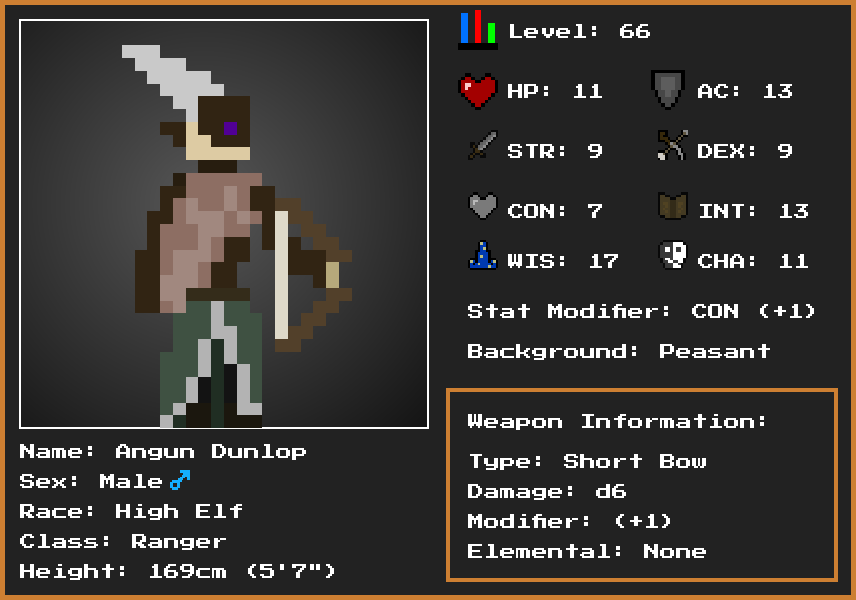 Level: 66
HP: 11 AC: 13
STR: 9 DEX: 9
CON: 7 INT: 13
WIS: 17 CHA: 11
Stat Modifier: CON (+1)
Background: Peasant
Weapon Information:
Type: Short Bow
Damage: d6
Modifier: (+1)
Elemental: None
Name: Angun Dunlop
Sex: Male♂
Race: High Elf
Class: Ranger
Height: 169cm (5'7")